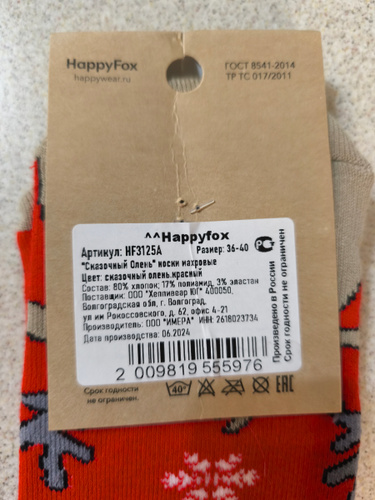 HappyFox
happywear.ru
ГОСТ 8541-2014
ТР ТС 017/2011
^^Happyfox
Артикул: HF3125A
Размер: 36-40
"Сказочный Олень" носки махровые
Цвет: сказочный олень.красный
Состав: 80% хлопок; 17% полиамид, 3% эластан
Поставщик: ООО "Хеппивеар ЮГ" 400050,
Волгоградская обл, г. Волгоград,
ул им Рокоссовского, д. 62, офис 4-21
Производитель: ООО "ИМЕРА" ИНН: 2618023734
Дата производства: 06.2024
Произведено в России
Срок годности не ограничен
2 009819 555976
Срок годности
не ограничен.
40°
EAC